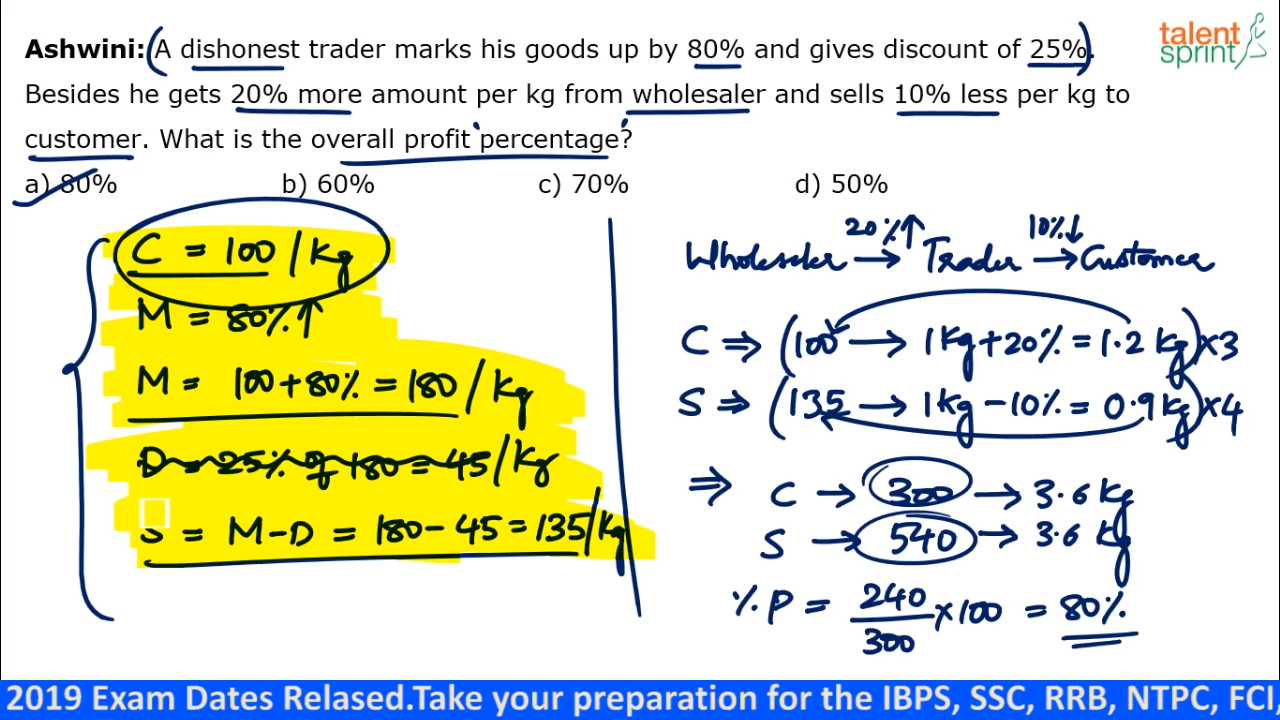 talent
sprint
Ashwini: (A dishonest trader marks his goods up by 80% and gives discount of 25%).
Besides he gets 20% more amount per kg from wholesaler and sells 10% less per kg to
customer. What is the overall profit percentage?
a) 80% b) 60% c) 70% d) 50%
C = 100 / kg
M = 80% ↑
M = 100 + 80% = 180 / kg
D = 25% of 180 = 45 / kg
S = M - D = 180 - 45 = 135 / kg
20% ↑ 10% ↓
Wholesaler → Trader → Customer
C ⇒ (100 → 1 kg + 20% = 1.2 kg) × 3
S ⇒ (135 → 1 kg - 10% = 0.9 kg) × 4
⇒ C → 300 → 3.6 kg
S → 540 → 3.6 kg
% P = 240/300 × 100 = 80%
2019 Exam Dates Relased.Take your preparation for the IBPS, SSC, RRB, NTPC, FCI,